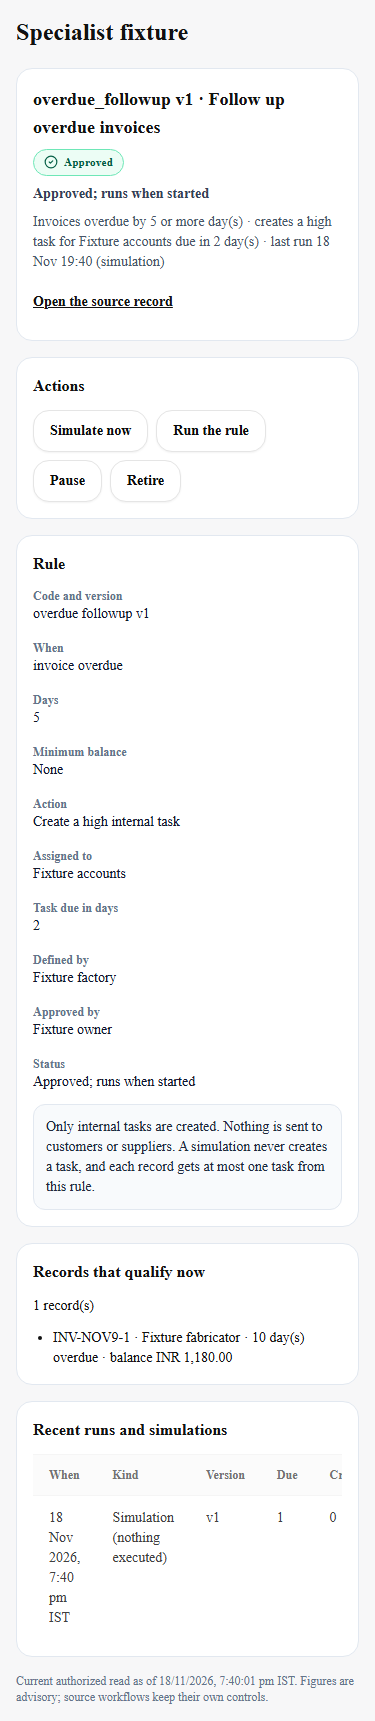 Specialist fixture
overdue_followup v1 · Follow up
overdue invoices
Approved
Approved; runs when started
Invoices overdue by 5 or more day(s) · creates a high
task for Fixture accounts due in 2 day(s) · last run 18
Nov 19:40 (simulation)
Open the source record
Actions
Simulate now
Run the rule
Pause
Retire
Rule
Code and version
overdue followup v1
When
invoice overdue
Days
5
Minimum balance
None
Action
Create a high internal task
Assigned to
Fixture accounts
Task due in days
2
Defined by
Fixture factory
Approved by
Fixture owner
Status
Approved; runs when started
Only internal tasks are created. Nothing is sent to
customers or suppliers. A simulation never creates
a task, and each record gets at most one task from
this rule.
Records that qualify now
1 record(s)
• INV-NOV9-1 · Fixture fabricator · 10 day(s)
overdue · balance INR 1,180.00
Recent runs and simulations
When Kind Version Due
18 Simulation v1 1 0
Nov (nothing
2026, executed)
7:40
pm
IST
Current authorized read as of 18/11/2026, 7:40:01 pm IST. Figures are
advisory; source workflows keep their own controls.